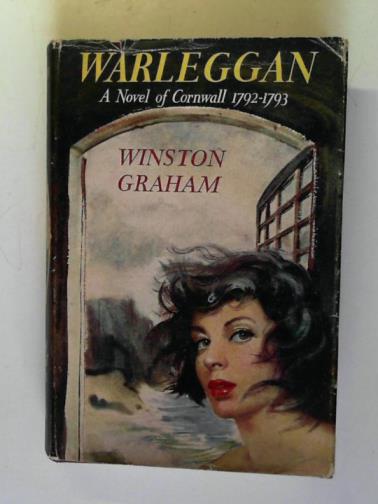 WARLEGGAN
A Novel of Cornwall 1792-1793
WINSTON
GRAHAM